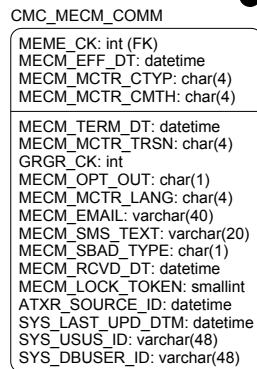 CMC_MECM_COMM
MEME_CK: int (FK)
MECM_EFF_DT: datetime
MECM_MCTR_CTYP: char(4)
MECM_MCTR_CMTH: char(4)
MECM_TERM_DT: datetime
MECM_MCTR_TRSN: char(4)
GRGR_CK: int
MECM_OPT_OUT: char(1)
MECM_MCTR_LANG: char(4)
MECM_EMAIL: varchar(40)
MECM_SMS_TEXT: varchar(20)
MECM_SBAD_TYPE: char(1)
MECM_RCVD_DT: datetime
MECM_LOCK_TOKEN: smallint
ATXR_SOURCE_ID: datetime
SYS_LAST_UPD_DTM: datetime
SYS_USUS_ID: varchar(48)
SYS_DBUSER_ID: varchar(48)